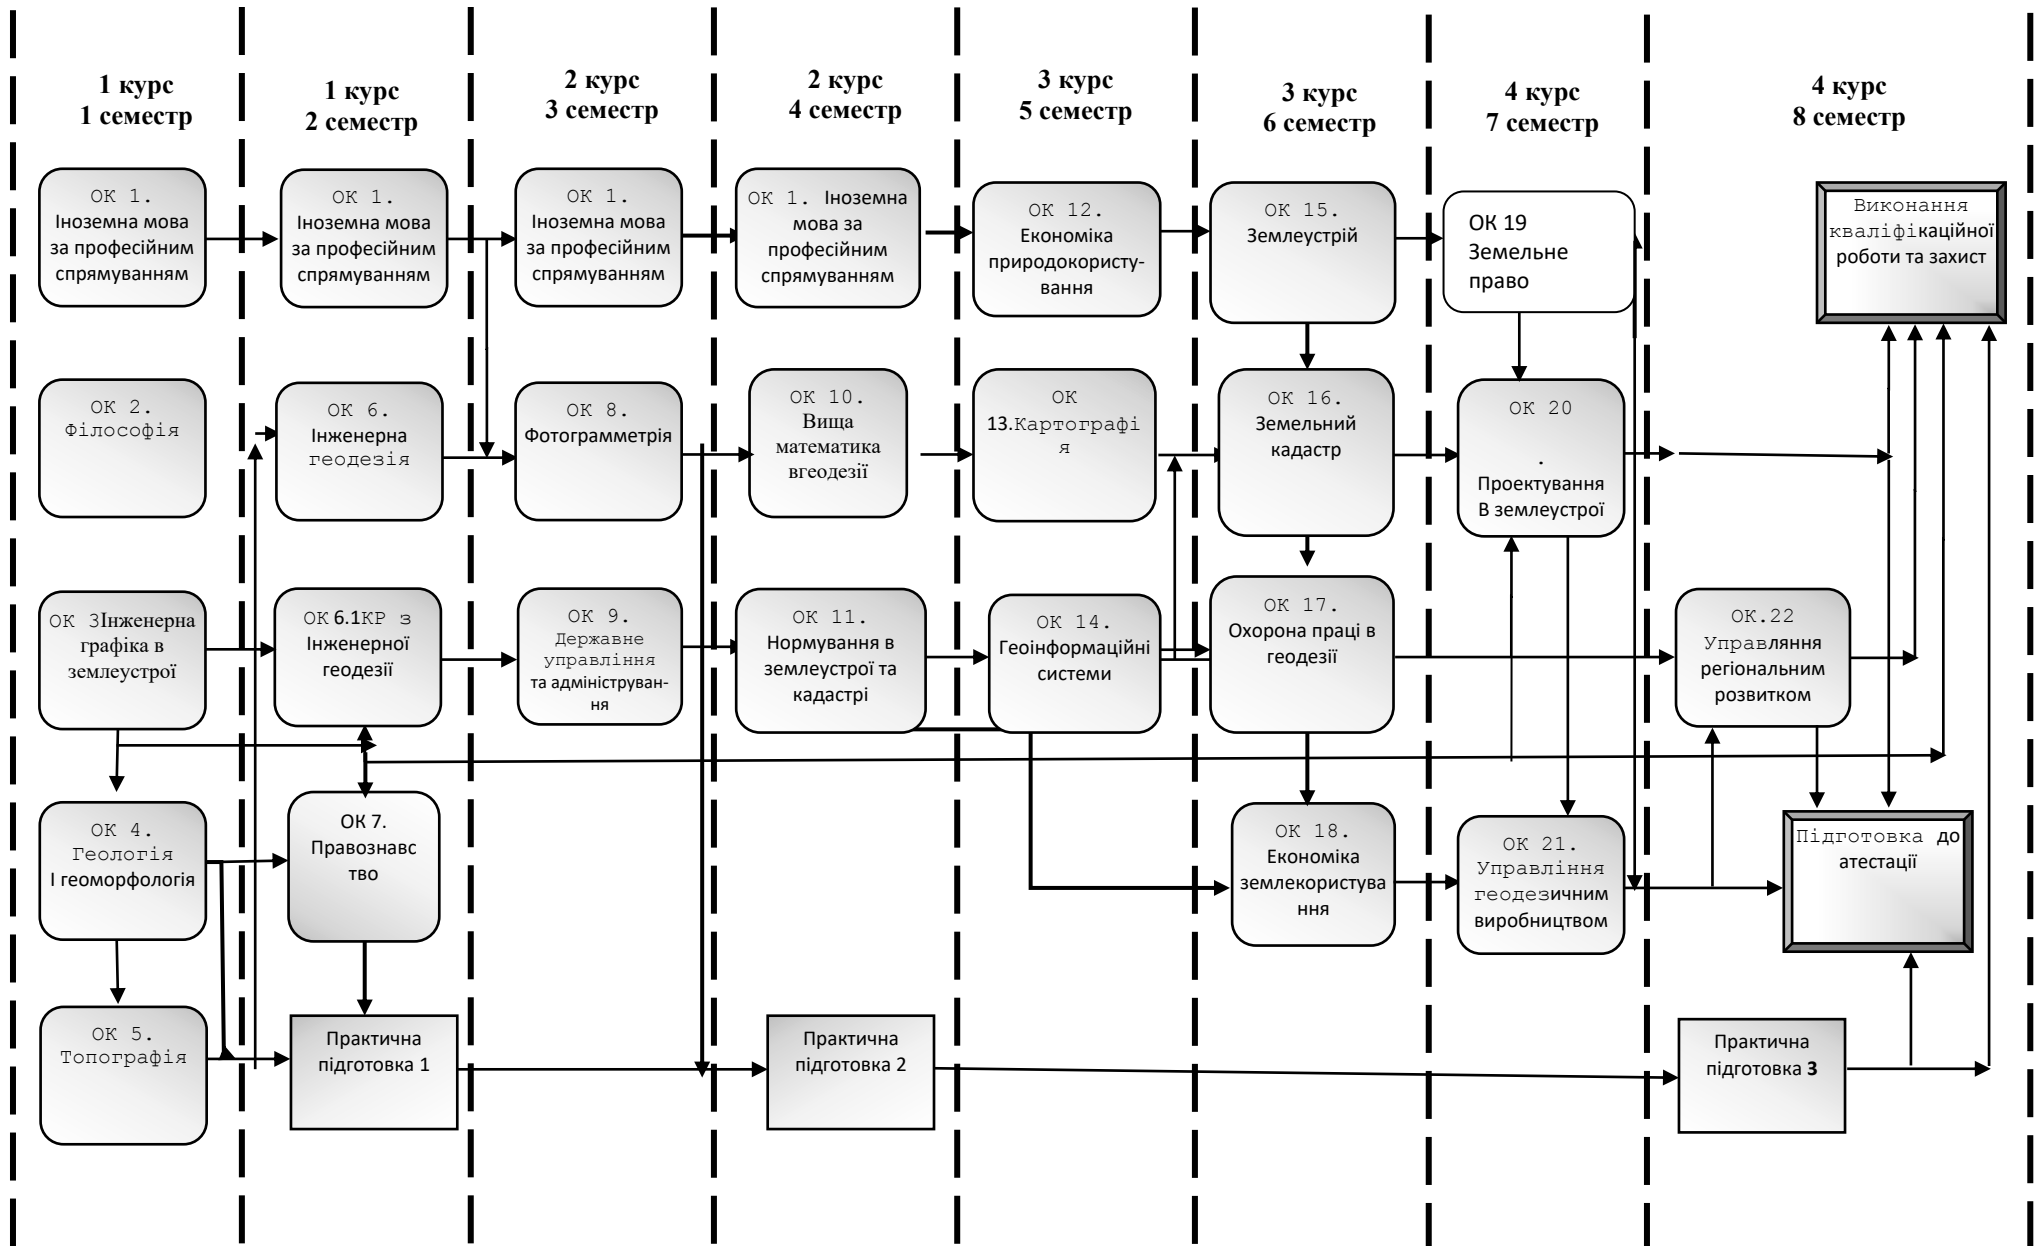 1 курс
1 семестр
1 курс
2 семестр
2 курс
3 семестр
2 курс
4 семестр
3 курс
5 семестр
3 курс
6 семестр
4 курс
7 семестр
4 курс
8 семестр
ОК 1.
Іноземна мова
за професійним
спрямуванням
ОК 1.
Іноземна мова
за професійним
спрямуванням
ОК 1.
Іноземна мова
за професійним
спрямуванням
ОК 1. Іноземна
мова за
професійним
спрямуванням
ОК 12.
Економіка
природокористу-
вання
ОК 15.
Землеустрій
ОК 19
Земельне
право
Виконання
кваліфікаційної
роботи та захист
ОК 2.
Філософія
ОК 6.
Інженерна
геодезія
ОК 8.
Фотограмметрія
ОК 10.
Вища
математика
вгеодезії
ОК
13.Картографі
я
ОК 16.
Земельний
кадастр
ОК 20
.
Проектування
В землеустрої
ОК 3Інженерна
графіка в
землеустрої
ОК 6.1КР з
Інженерної
геодезії
ОК 9.
Державне
управління
та адмініструван-
ня
ОК 11.
Нормування в
землеустрої та
кадастрі
ОК 14.
Геоінформаційні
системи
ОК 17.
Охорона праці в
геодезії
ОК.22
Управляння
регіональним
розвитком
ОК 4.
Геологія
І геоморфологія
ОК 7.
Правознавс
тво
ОК 18.
Економіка
землекористува
ння
ОК 21.
Управління
геодезичним
виробництвом
Підготовка до
атестації
ОК 5.
Топографія
Практична
підготовка 1
Практична
підготовка 2
Практична
підготовка 3